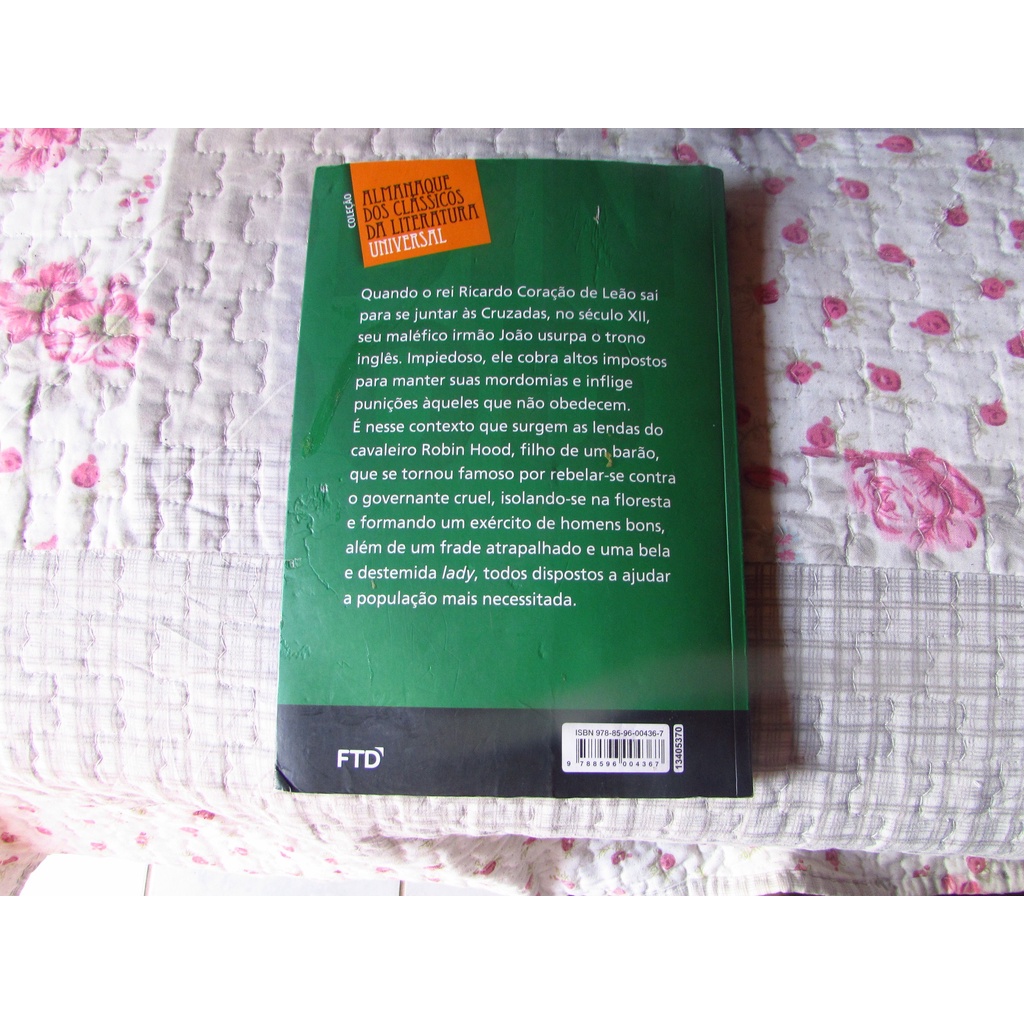 COLEÇÃO
ALMANAQUE
DOS CLÁSSICOS
DA LITERATURA
UNIVERSAL
Quando o rei Ricardo Coração de Leão sai
para se juntar às Cruzadas, no século XII,
seu maléfico irmão João usurpa o trono
inglês. Impiedoso, ele cobra altos impostos
para manter suas mordomias e inflige
punições àqueles que não obedecem.
É nesse contexto que surgem as lendas do
cavaleiro Robin Hood, filho de um barão,
que se tornou famoso por rebelar-se contra
o governante cruel, isolando-se na floresta
e formando um exército de homens bons,
além de um frade atrapalhado e uma bela
e destemida lady, todos dispostos a ajudar
a população mais necessitada.
FTD
ISBN 978-85-96-00436-7
9 788596 004367
13405370